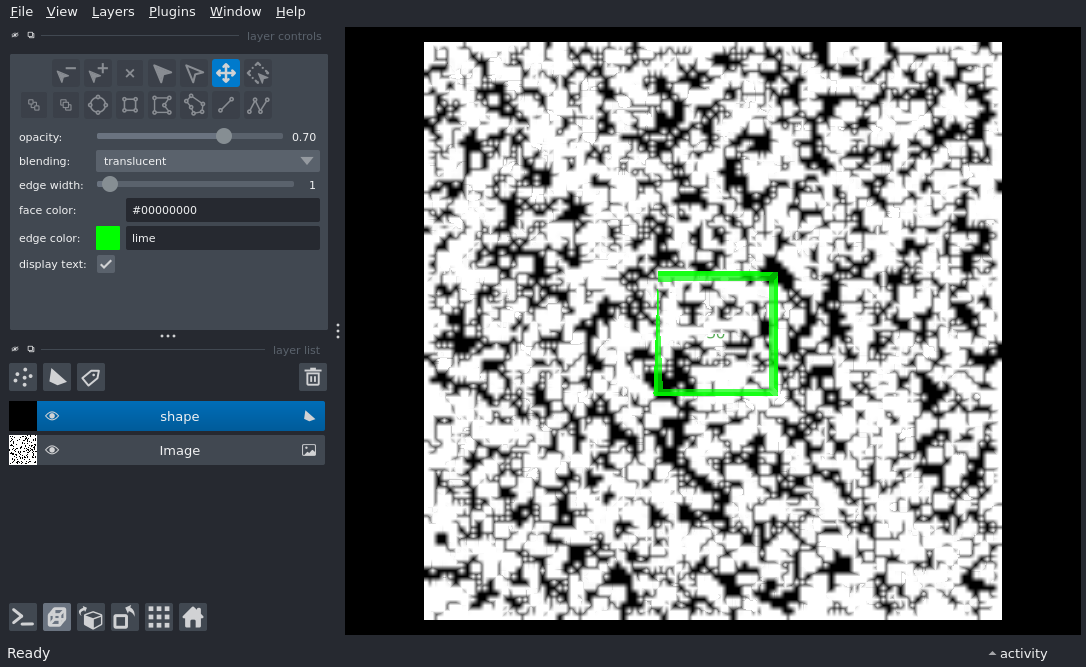 File View Layers Plugins Window Help
layer controls
opacity: 0.70
blending: translucent
edge width: 1
face color: #00000000
edge color: lime
display text:
layer list
shape
Image
Ready
activity